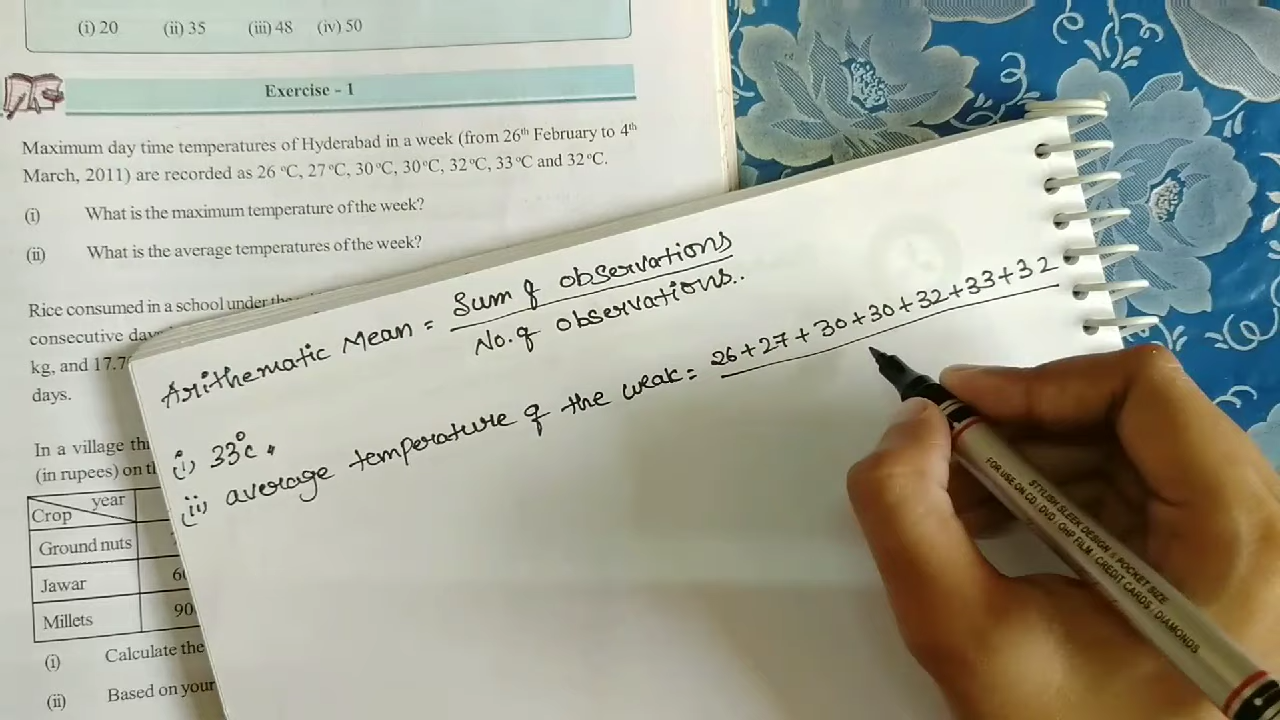 (i) 20 (ii) 35 (iii) 48 (iv) 50
Exercise - 1
Maximum day time temperatures of Hyderabad in a week (from 26th February to 4th
March, 2011) are recorded as 26 °C, 27 °C, 30 °C, 30 °C, 32 °C, 33 °C and 32 °C.
(i) What is the maximum temperature of the week?
(ii) What is the average temperatures of the week?
Rice consumed in a school under the
consecutive day
kg, and 17.7
days.
In a village th
(in rupees) on t
year
Crop
Ground nuts
Jawar 6
Millets 90
(i) Calculate the
(ii) Based on your
Arithematic Mean = Sum of observations
No. of observations.
(i) 33°c.
(ii) average temperature of the weak = 26+27+30+30+32+33+32
STYLISH SLEEK DESIGN & POCKET SIZE
FOR USE ON CD / DVD / OHP FILM / CREDIT CARDS / DIAMONDS